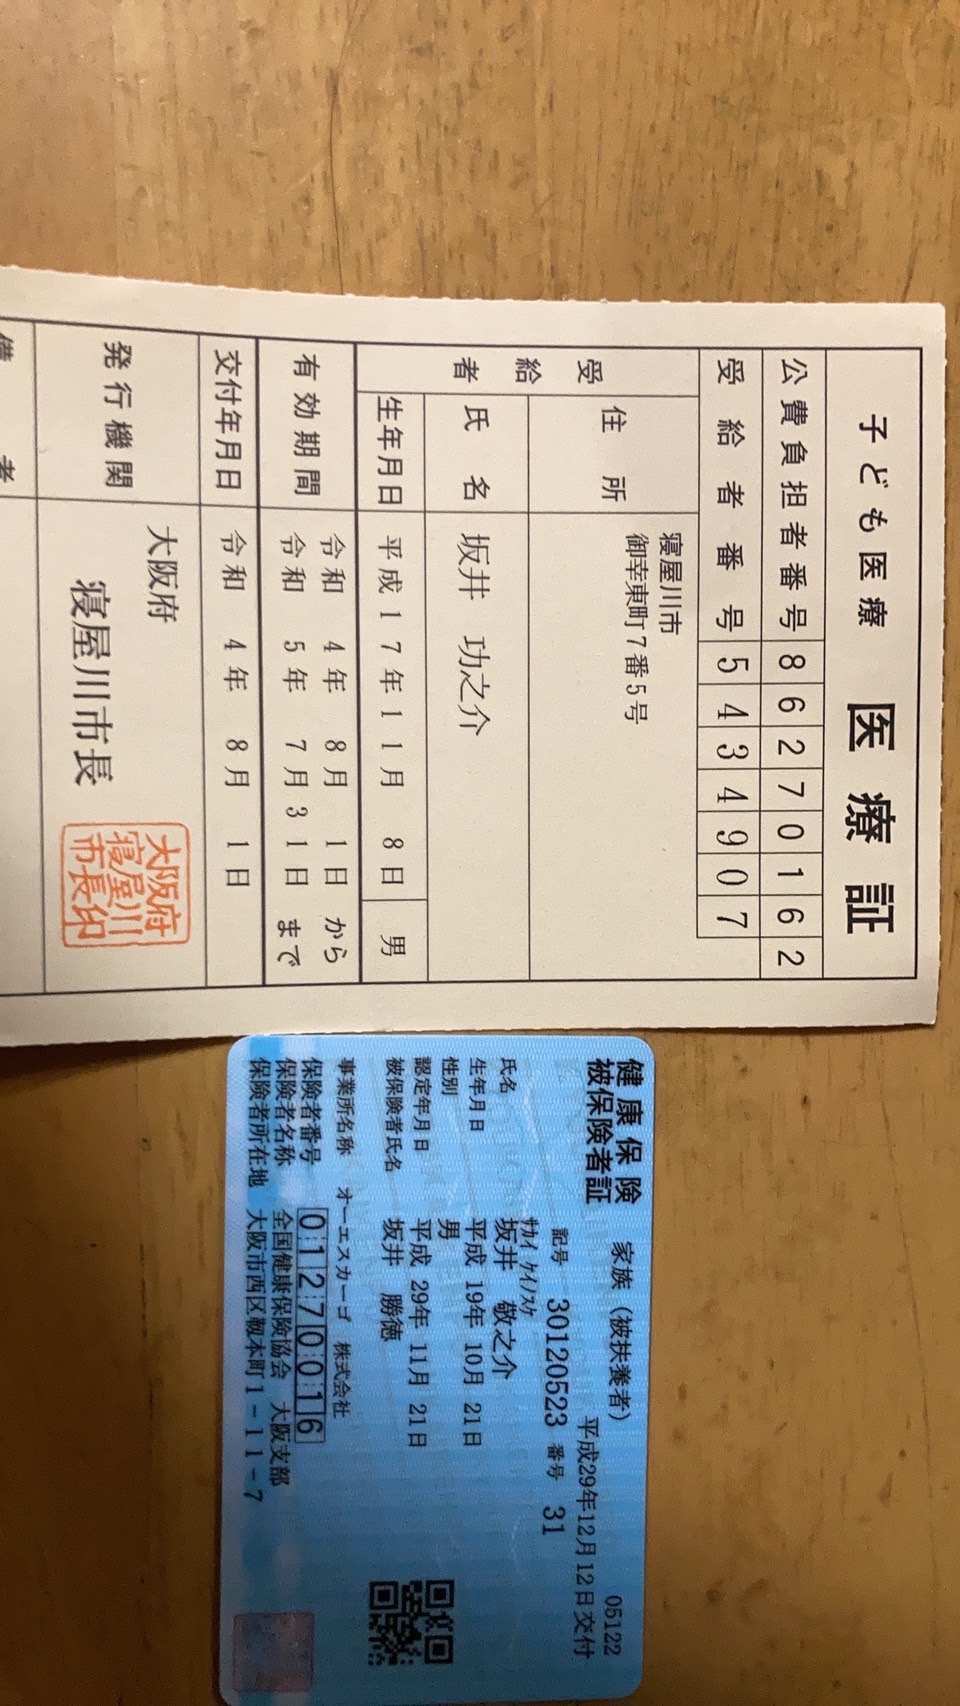 子ども医療 医療証
公費負担者番号 86270162
受給者番号 5434907
受給者
住所 寝屋川市
御幸東町7番5号
氏名 坂井 功之介
生年月日 平成17年11月 8日 男
有効期間 令和 4年 8月 1日 から
令和 5年 7月31日 まで
交付年月日 令和 4年 8月 1日
発行機関 大阪府
寝屋川市長
大阪府
寝屋川
市長印
備 考
健康保険 家族(被扶養者) 05122
被保険者証 平成29年12月12日交付
記号 30120523 番号 31
ｻｶｲ ｹｲﾉｽｹ
氏名 坂井 敬之介
生年月日 平成 19年 10月 21日
性別 男
認定年月日 平成 29年 11月 21日
被保険者氏名 坂井 勝徳
事業所名称 オーエスカーゴ 株式会社
保険者番号 01270016
保険者名称 全国健康保険協会 大阪支部
保険者所在地 大阪市西区靱本町1-11-7